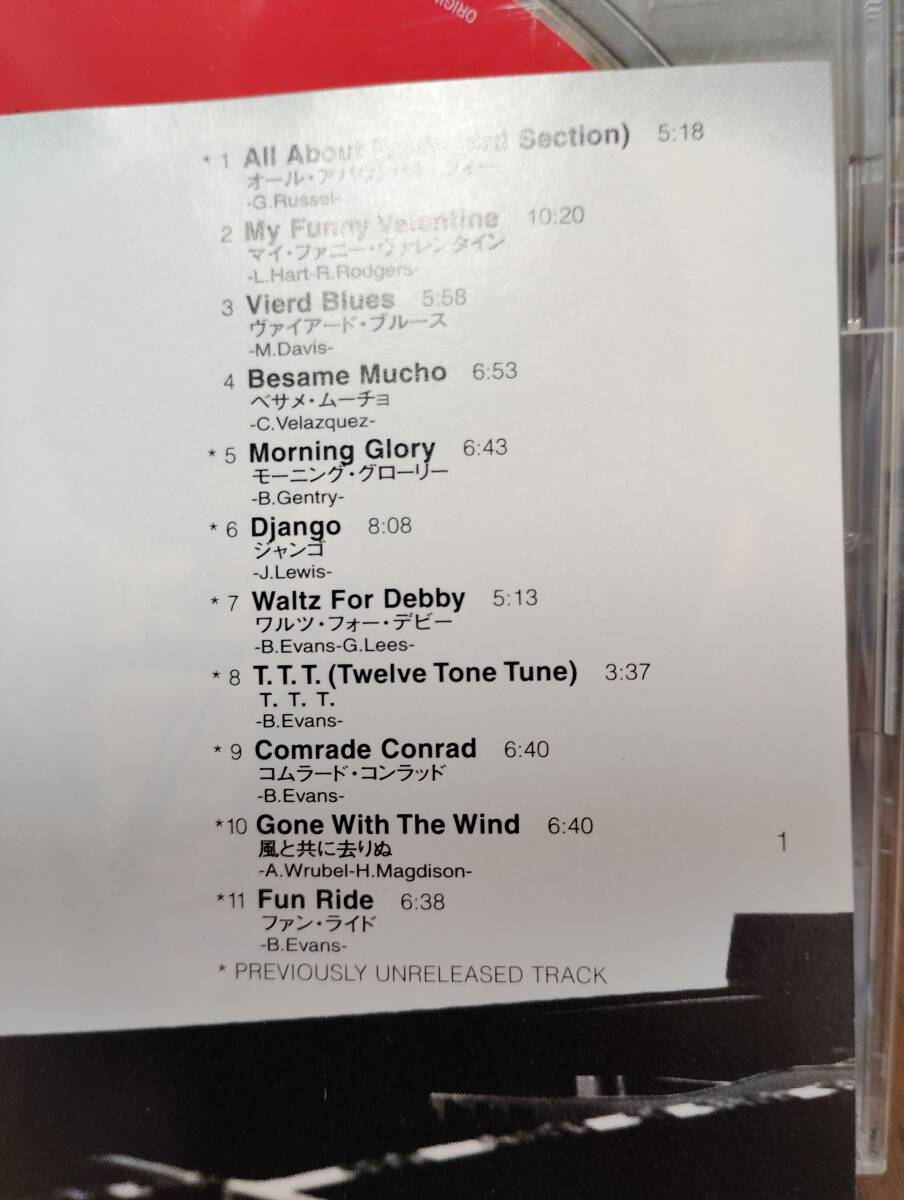 ORIGI
* 1 All About (3rd Section) 5:18
オール・アバウト
-G.Russel-
2 My Funny Valentine 10:20
マイ・ファニー・ヴァレンタイン
-L.Hart-R.Rodgers-
3 Vierd Blues 5:58
ヴァイアード・ブルース
-M.Davis-
4 Besame Mucho 6:53
ベサメ・ムーチョ
-C.Velazquez-
* 5 Morning Glory 6:43
モーニング・グローリー
-B.Gentry-
* 6 Django 8:08
ジャンゴ
-J.Lewis-
* 7 Waltz For Debby 5:13
ワルツ・フォー・デビー
-B.Evans-G.Lees-
* 8 T.T.T. (Twelve Tone Tune) 3:37
T. T. T.
-B.Evans-
* 9 Comrade Conrad 6:40
コムラード・コンラッド
-B.Evans-
*10 Gone With The Wind 6:40
風と共に去りぬ
-A.Wrubel-H.Magdison-
*11 Fun Ride 6:38
ファン・ライド
-B.Evans-
* PREVIOUSLY UNRELEASED TRACK
1